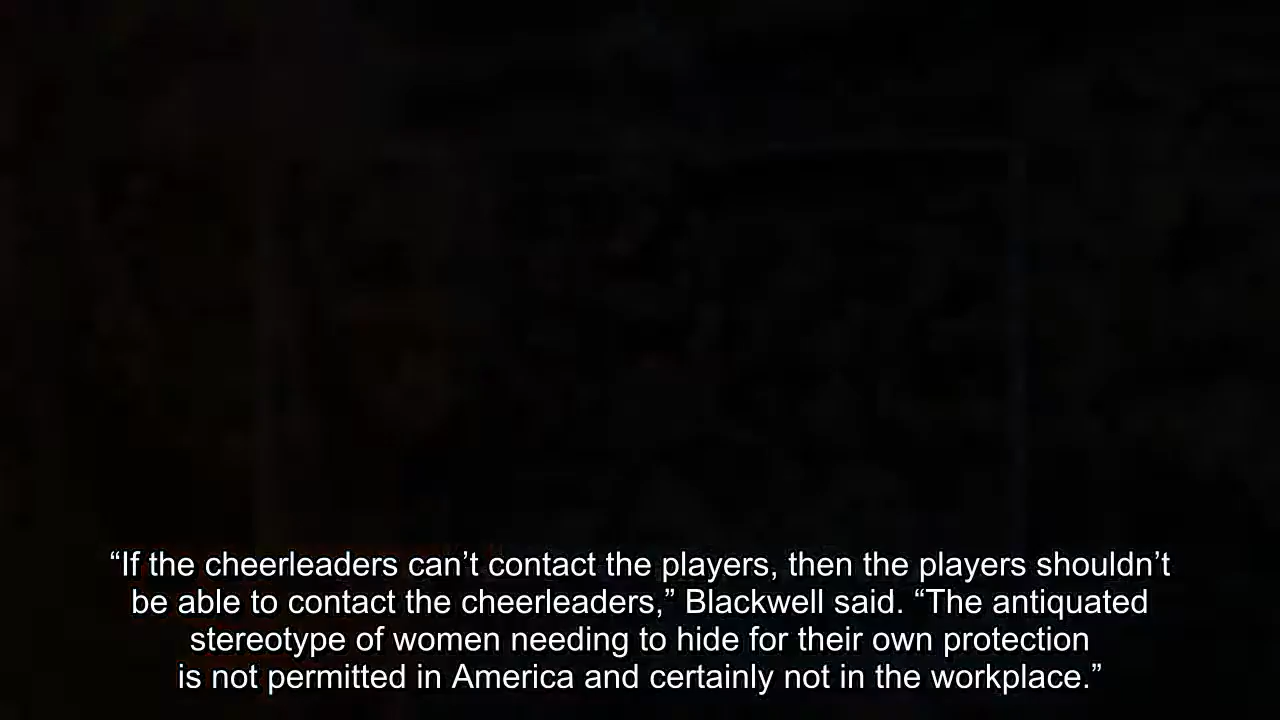 “If the cheerleaders can’t contact the players, then the players shouldn’t
be able to contact the cheerleaders,” Blackwell said. “The antiquated
stereotype of women needing to hide for their own protection
is not permitted in America and certainly not in the workplace.”